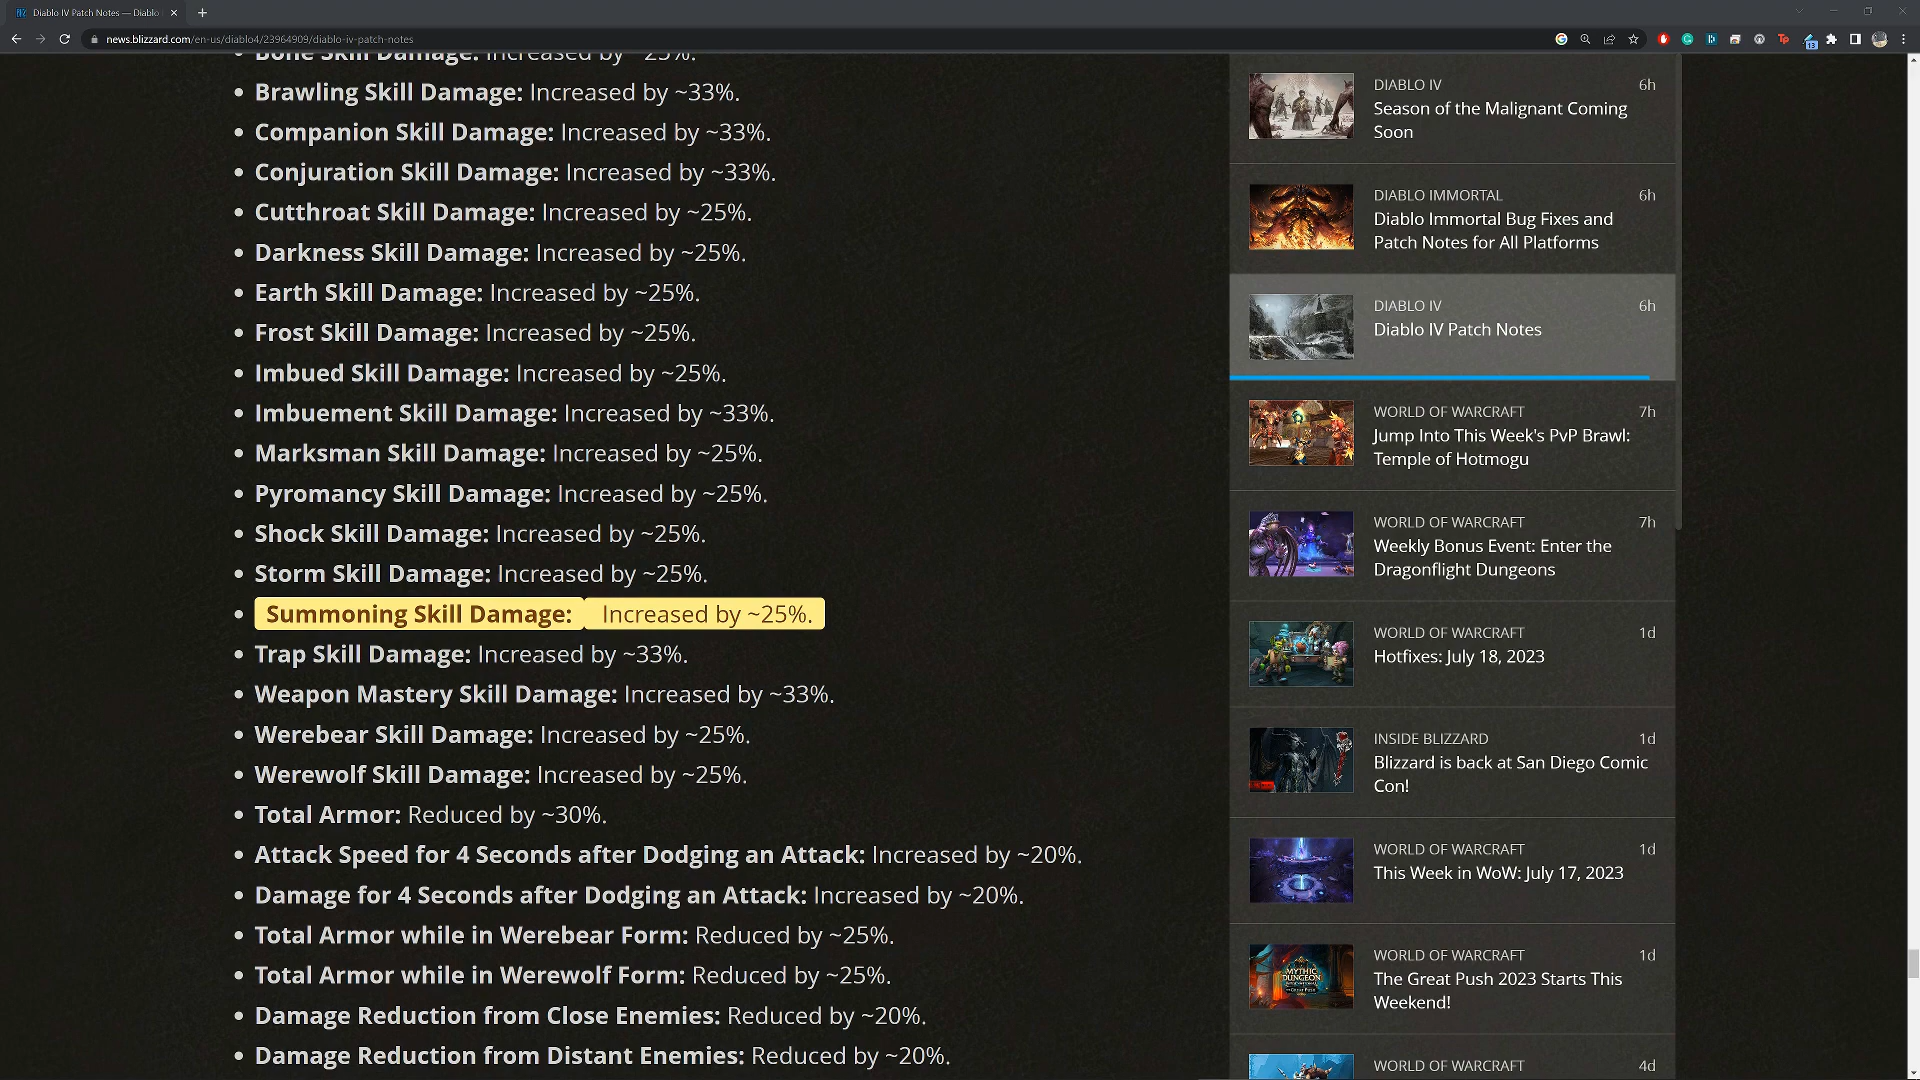 Diablo IV Patch Notes — Diablo
news.blizzard.com/en-us/diablo4/23964909/diablo-iv-patch-notes
13
Bone Skill Damage: Increased by ~25%.
Brawling Skill Damage: Increased by ~33%.
Companion Skill Damage: Increased by ~33%.
Conjuration Skill Damage: Increased by ~33%.
Cutthroat Skill Damage: Increased by ~25%.
Darkness Skill Damage: Increased by ~25%.
Earth Skill Damage: Increased by ~25%.
Frost Skill Damage: Increased by ~25%.
Imbued Skill Damage: Increased by ~25%.
Imbuement Skill Damage: Increased by ~33%.
Marksman Skill Damage: Increased by ~25%.
Pyromancy Skill Damage: Increased by ~25%.
Shock Skill Damage: Increased by ~25%.
Storm Skill Damage: Increased by ~25%.
Summoning Skill Damage: Increased by ~25%.
Trap Skill Damage: Increased by ~33%.
Weapon Mastery Skill Damage: Increased by ~33%.
Werebear Skill Damage: Increased by ~25%.
Werewolf Skill Damage: Increased by ~25%.
Total Armor: Reduced by ~30%.
Attack Speed for 4 Seconds after Dodging an Attack: Increased by ~20%.
Damage for 4 Seconds after Dodging an Attack: Increased by ~20%.
Total Armor while in Werebear Form: Reduced by ~25%.
Total Armor while in Werewolf Form: Reduced by ~25%.
Damage Reduction from Close Enemies: Reduced by ~20%.
Damage Reduction from Distant Enemies: Reduced by ~20%.
DIABLO IV 6h
Season of the Malignant Coming
Soon
DIABLO IMMORTAL 6h
Diablo Immortal Bug Fixes and
Patch Notes for All Platforms
DIABLO IV 6h
Diablo IV Patch Notes
WORLD OF WARCRAFT 7h
Jump Into This Week's PvP Brawl:
Temple of Hotmogu
WORLD OF WARCRAFT 7h
Weekly Bonus Event: Enter the
Dragonflight Dungeons
WORLD OF WARCRAFT 1d
Hotfixes: July 18, 2023
INSIDE BLIZZARD 1d
Blizzard is back at San Diego Comic
Con!
WORLD OF WARCRAFT 1d
This Week in WoW: July 17, 2023
WORLD OF WARCRAFT 1d
The Great Push 2023 Starts This
Weekend!
MYTHIC
DUNGEON
WORLD OF WARCRAFT 4d